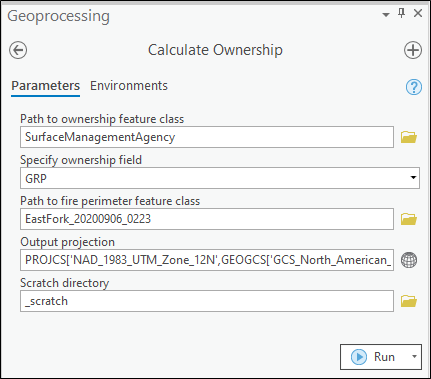 Geoprocessing
Calculate Ownership
Parameters Environments
Path to ownership feature class
SurfaceManagementAgency
Specify ownership field
GRP
Path to fire perimeter feature class
EastFork_20200906_0223
Output projection
PROJCS['NAD_1983_UTM_Zone_12N',GEOGCS['GCS_North_American_
Scratch directory
_scratch
Run